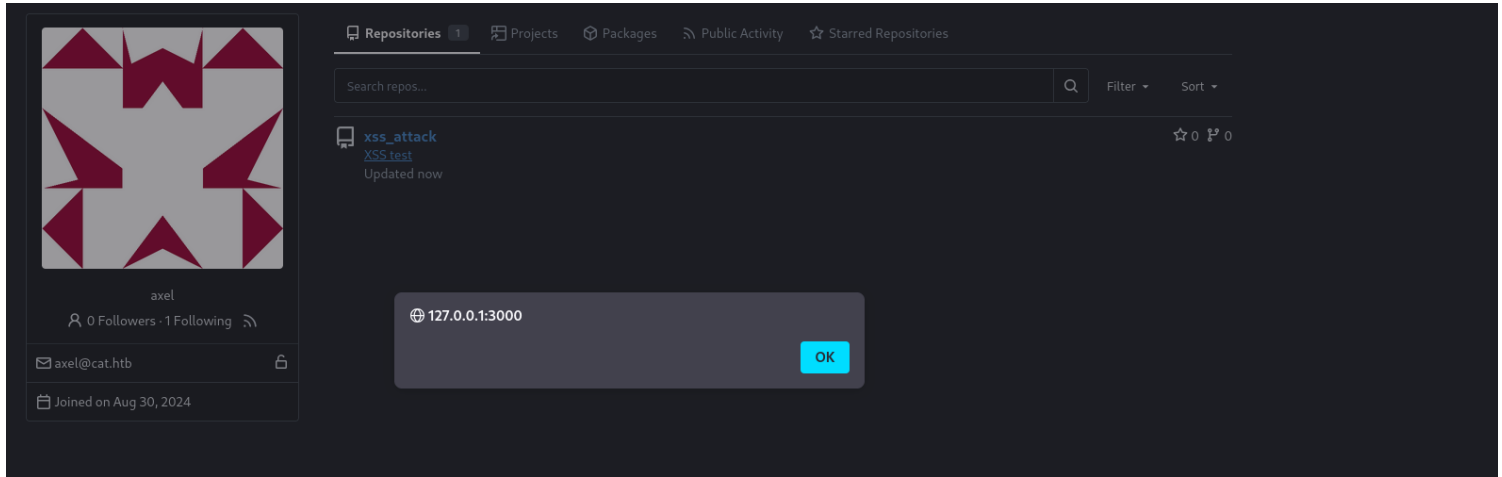 Repositories 1 Projects Packages Public Activity Starred Repositories
Search repos... Filter Sort
xss_attack 0 0
XSS test
Updated now
axel
0 Followers · 1 Following
axel@cat.htb
Joined on Aug 30, 2024
127.0.0.1:3000
OK